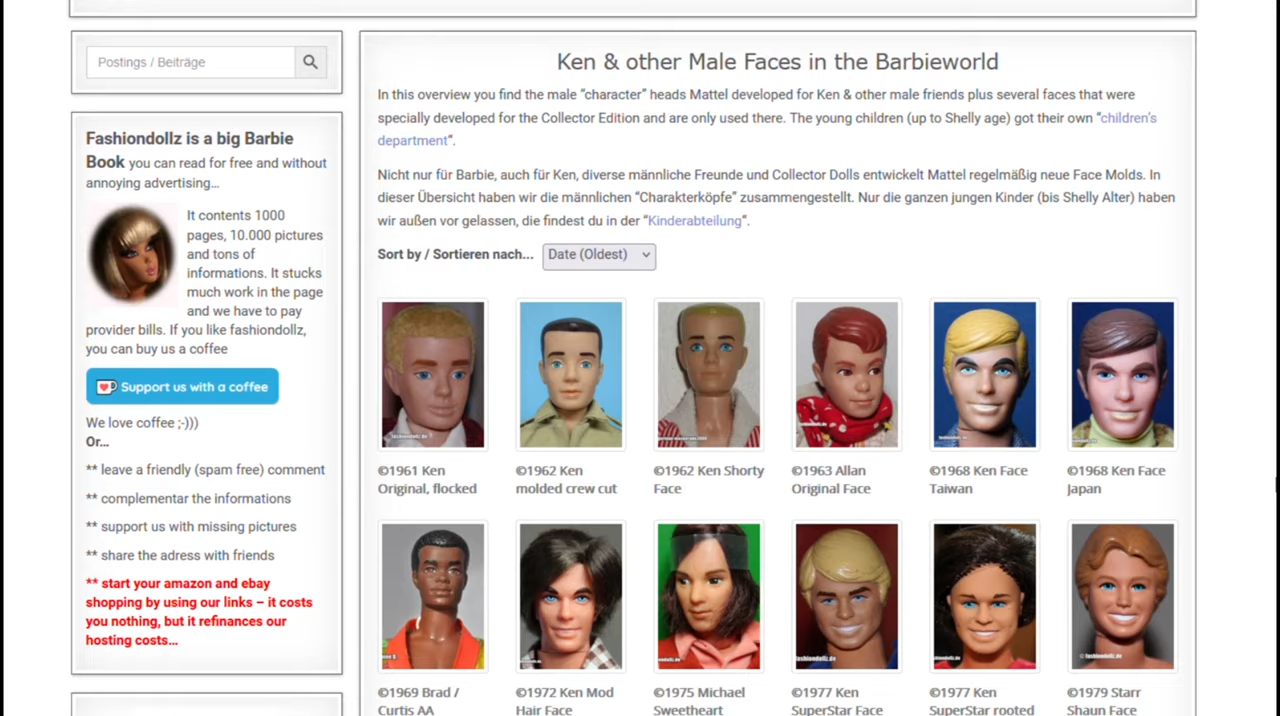 Postings / Beiträge
Fashiondollz is a big Barbie
Book you can read for free and without
annoying advertising...
It contents 1000
pages, 10.000 pictures
and tons of
informations. It stucks
much work in the page
and we have to pay
provider bills. If you like fashiondollz,
you can buy us a coffee
Support us with a coffee
We love coffee ;-)))
Or...
** leave a friendly (spam free) comment
** complementar the informations
** support us with missing pictures
** share the adress with friends
** start your amazon and ebay
shopping by using our links – it costs
you nothing, but it refinances our
hosting costs...
Ken & other Male Faces in the Barbieworld
In this overview you find the male “character” heads Mattel developed for Ken & other male friends plus several faces that were
specially developed for the Collector Edition and are only used there. The young children (up to Shelly age) got their own “children’s
department“.
Nicht nur für Barbie, auch für Ken, diverse männliche Freunde und Collector Dolls entwickelt Mattel regelmäßig neue Face Molds. In
dieser Übersicht haben wir die männlichen “Charakterköpfe” zusammengestellt. Nur die ganzen jungen Kinder (bis Shelly Alter) haben
wir außen vor gelassen, die findest du in der “Kinderabteilung“.
Sort by / Sortieren nach... Date (Oldest)
©1961 Ken
Original, flocked
©1962 Ken
molded crew cut
©1962 Ken Shorty
Face
©1963 Allan
Original Face
©1968 Ken Face
Taiwan
©1968 Ken Face
Japan
©1969 Brad /
Curtis AA
©1972 Ken Mod
Hair Face
©1975 Michael
Sweetheart
©1977 Ken
SuperStar Face
©1977 Ken
SuperStar rooted
©1979 Starr
Shaun Face